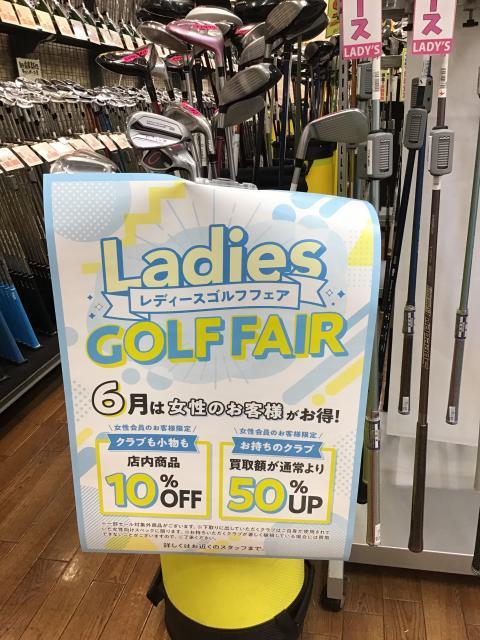 ース
LADY'S
ース
LADY'S
Ladies
レディースゴルフフェア
GOLF FAIR
6月は女性のお客様がお得!
女性会員のお客様限定
クラブも小物も
店内商品
10%OFF
女性会員のお客様限定
お持ちのクラブ
買取額が通常より
50%UP
詳しくはお近くのスタッフまで。